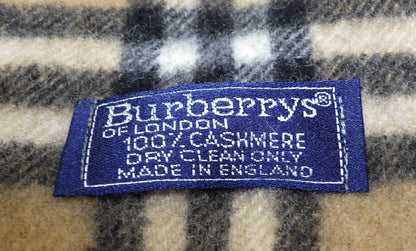 Burberrys®
OF LONDON
100% CASHMERE
DRY CLEAN ONLY
MADE IN ENGLAND